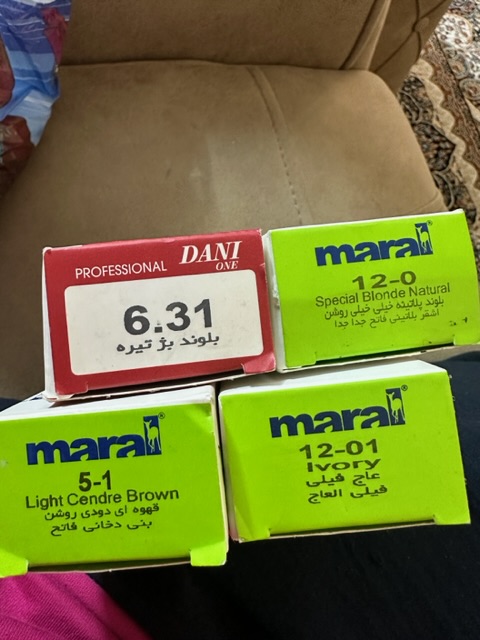 PROFESSIONAL DANI
ONE
6.31
بلوند بژ تیره
maral®
12-0
Special Blonde Natural
بلوند پلاتینه خیلی خیلی روشن
أشقر بلاتيني فاتح جدا جدا
maral®
5-1
Light Cendre Brown
قهوه ای دودی روشن
بني دخاني فاتح
maral®
12-01
Ivory
عاج فیلی
فيلي العاج